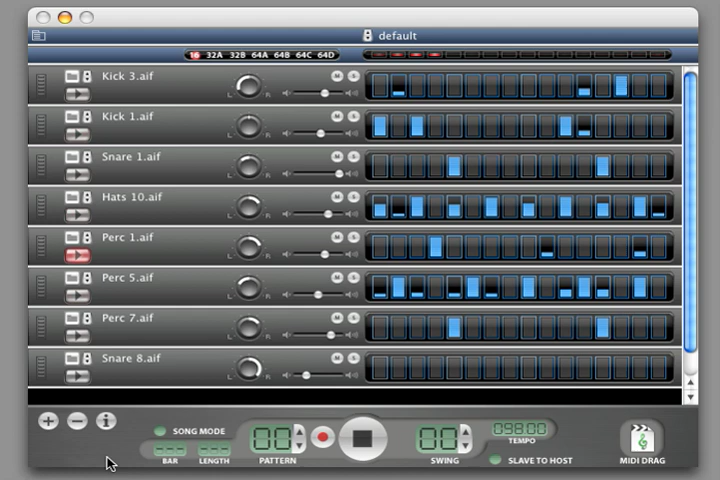 default
16 32A 32B 64A 64B 64C 64D
Kick 3.aif
L R M S
Kick 1.aif
L R M S
Snare 1.aif
L R M S
Hats 10.aif
L R M S
Perc 1.aif
L R M S
Perc 5.aif
L R M S
Perc 7.aif
L R M S
Snare 8.aif
L R M S
SONG MODE
BAR LENGTH
00
PATTERN
00
SWING
098.00
TEMPO
SLAVE TO HOST
MIDI DRAG